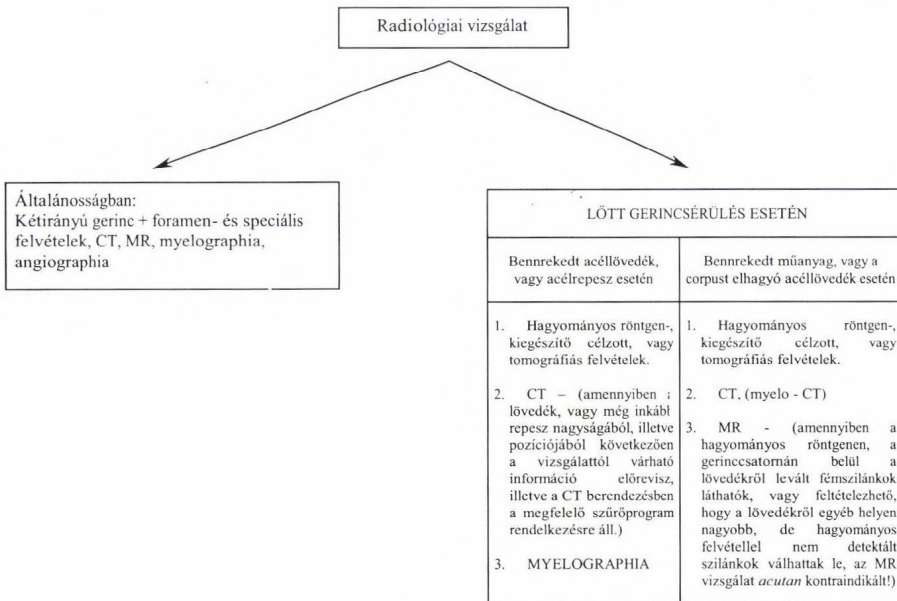 Radiológiai vizsgálat
Általánosságban:
Kétirányú gerinc + foramen- és speciális
felvételek, CT, MR, myelographia,
angiographia
LŐTT GERINCSÉRÜLÉS ESETÉN
Bennrekedt acéllövedék,
vagy acélrepesz esetén
1. Hagyományos röntgen-,
kiegészítő célzott, vagy
tomográfiás felvételek.
2. CT – (amennyiben
lövedék, vagy még inkább
repesz nagyságából, illetve
pozíciójából következően
a vizsgálattól várható
információ előrevisz,
illetve a CT berendezésben
a megfelelő szűrőprogram
rendelkezésre áll.)
3. MYELOGRAPHIA
Bennrekedt műanyag, vagy a
corpust elhagyó acéllövedék esetén
1. Hagyományos röntgen-,
kiegészítő célzott, vagy
tomográfiás felvételek.
2. CT, (myelo - CT)
3. MR - (amennyiben a
hagyományos röntgenen, a
gerinccsatornán belül a
lövedékről levált fémszilánkok
láthatók, vagy feltételezhető,
hogy a lövedékről egyéb helyen
nagyobb, de hagyományos
felvétellel nem detektált
szilánkok válhattak le, az MR
vizsgálat acutan kontraindikált!)